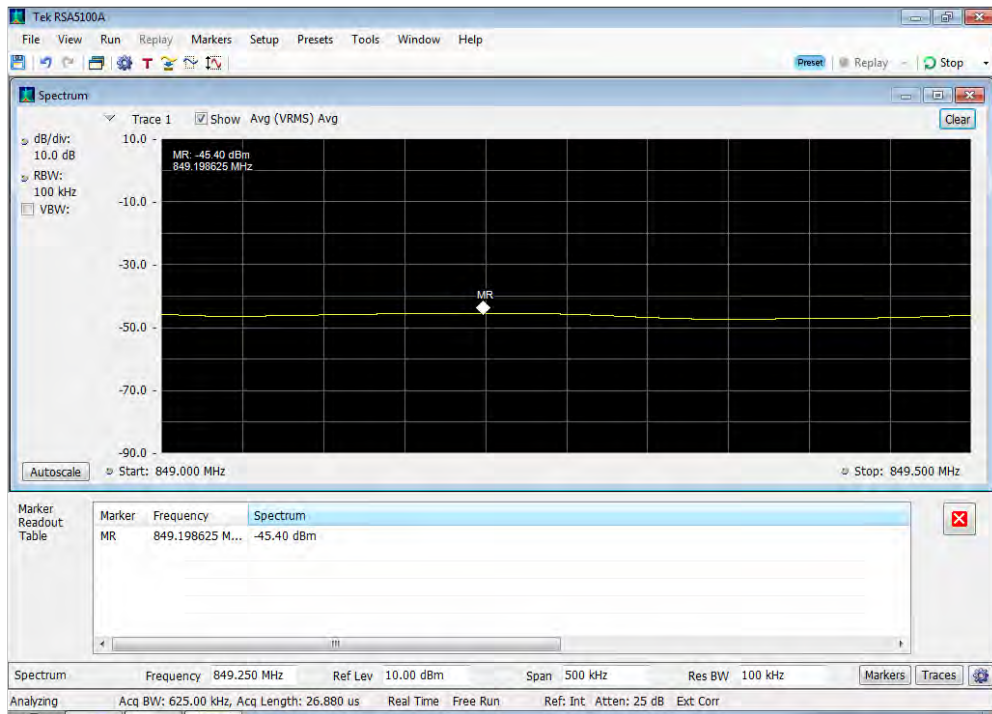 Tek RSA5100A
File View Run Replay Markers Setup Presets Tools Window Help
T Preset Replay Stop
Spectrum
Trace 1 Show Avg (VRMS) Avg Clear
dB/div: 10.0 -
10.0 dB
MR: -45.40 dBm
849.198625 MHz
RBW:
100 kHz
VBW:
-10.0 -
-30.0 -
MR
-50.0 -
-70.0 -
-90.0 -
Autoscale Start: 849.000 MHz Stop: 849.500 MHz
Marker
Readout
Table
Marker Frequency Spectrum
MR 849.198625 M... -45.40 dBm
Spectrum Frequency 849.250 MHz Ref Lev 10.00 dBm Span 500 kHz Res BW 100 kHz Markers Traces
Analyzing Acq BW: 625.00 kHz, Acq Length: 26.880 us Real Time Free Run Ref: Int Atten: 25 dB Ext Corr